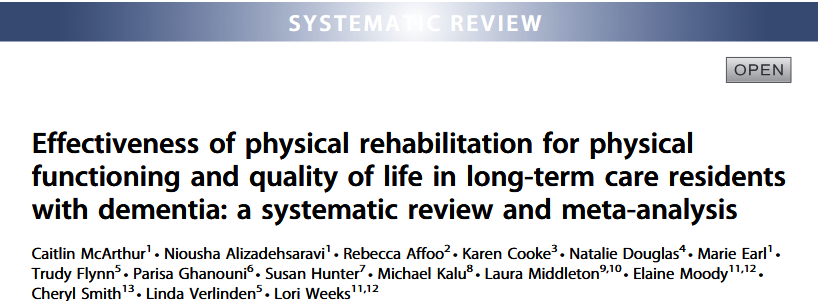 SYSTEMATIC REVIEW
OPEN
Effectiveness of physical rehabilitation for physical
functioning and quality of life in long-term care residents
with dementia: a systematic review and meta-analysis
Caitlin McArthur1 • Niousha Alizadehsaravi1 • Rebecca Affoo2 • Karen Cooke3 • Natalie Douglas4 • Marie Earl1 •
Trudy Flynn5 • Parisa Ghanouni6 • Susan Hunter7 • Michael Kalu8 • Laura Middleton9,10 • Elaine Moody11,12 •
Cheryl Smith13 • Linda Verlinden5 • Lori Weeks11,12